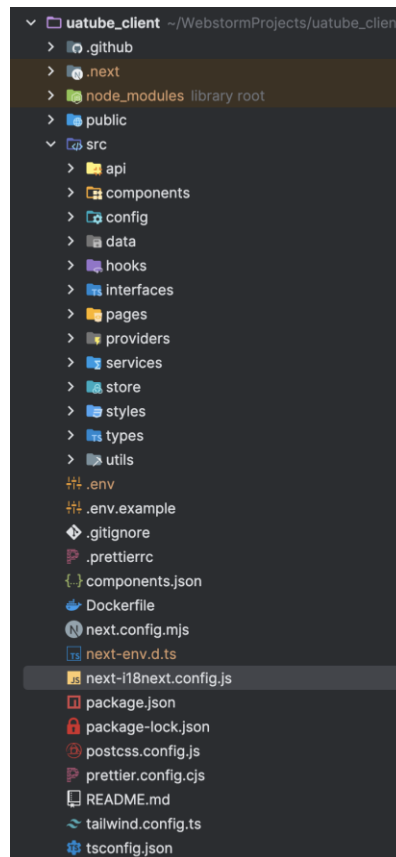 uatube_client ~/WebstormProjects/uatube_clien
.github
.next
node_modules library root
public
src
api
components
config
data
hooks
interfaces
pages
providers
services
store
styles
types
utils
.env
.env.example
.gitignore
.prettierrc
components.json
Dockerfile
next.config.mjs
next-env.d.ts
next-i18next.config.js
package.json
package-lock.json
postcss.config.js
prettier.config.cjs
README.md
tailwind.config.ts
tsconfig.json